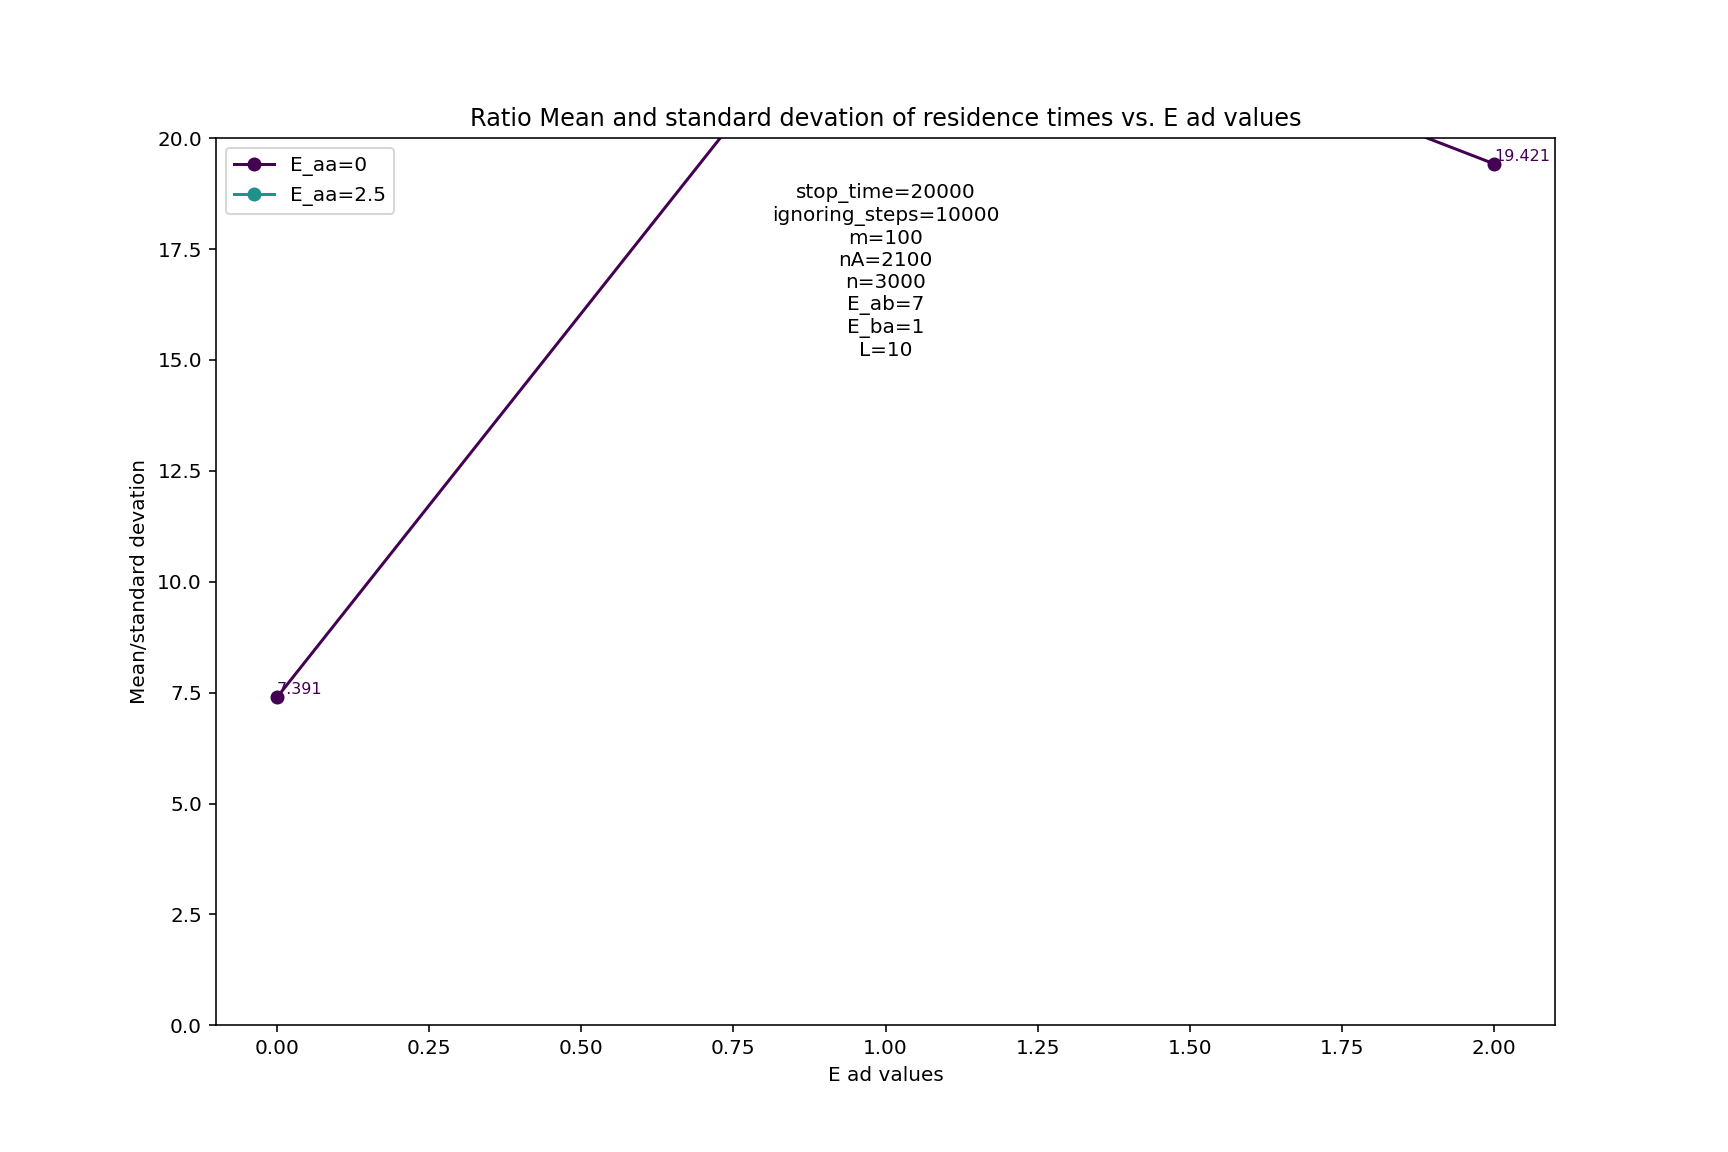 Ratio Mean and standard devation of residence times vs. E ad values
E_aa=0
E_aa=2.5
19.421
stop_time=20000
ignoring_steps=10000
m=100
nA=2100
n=3000
E_ab=7
E_ba=1
L=10
7.391
Mean/standard devation
20.0
17.5
15.0
12.5
10.0
7.5
5.0
2.5
0.0
0.00 0.25 0.50 0.75 1.00 1.25 1.50 1.75 2.00
E ad values